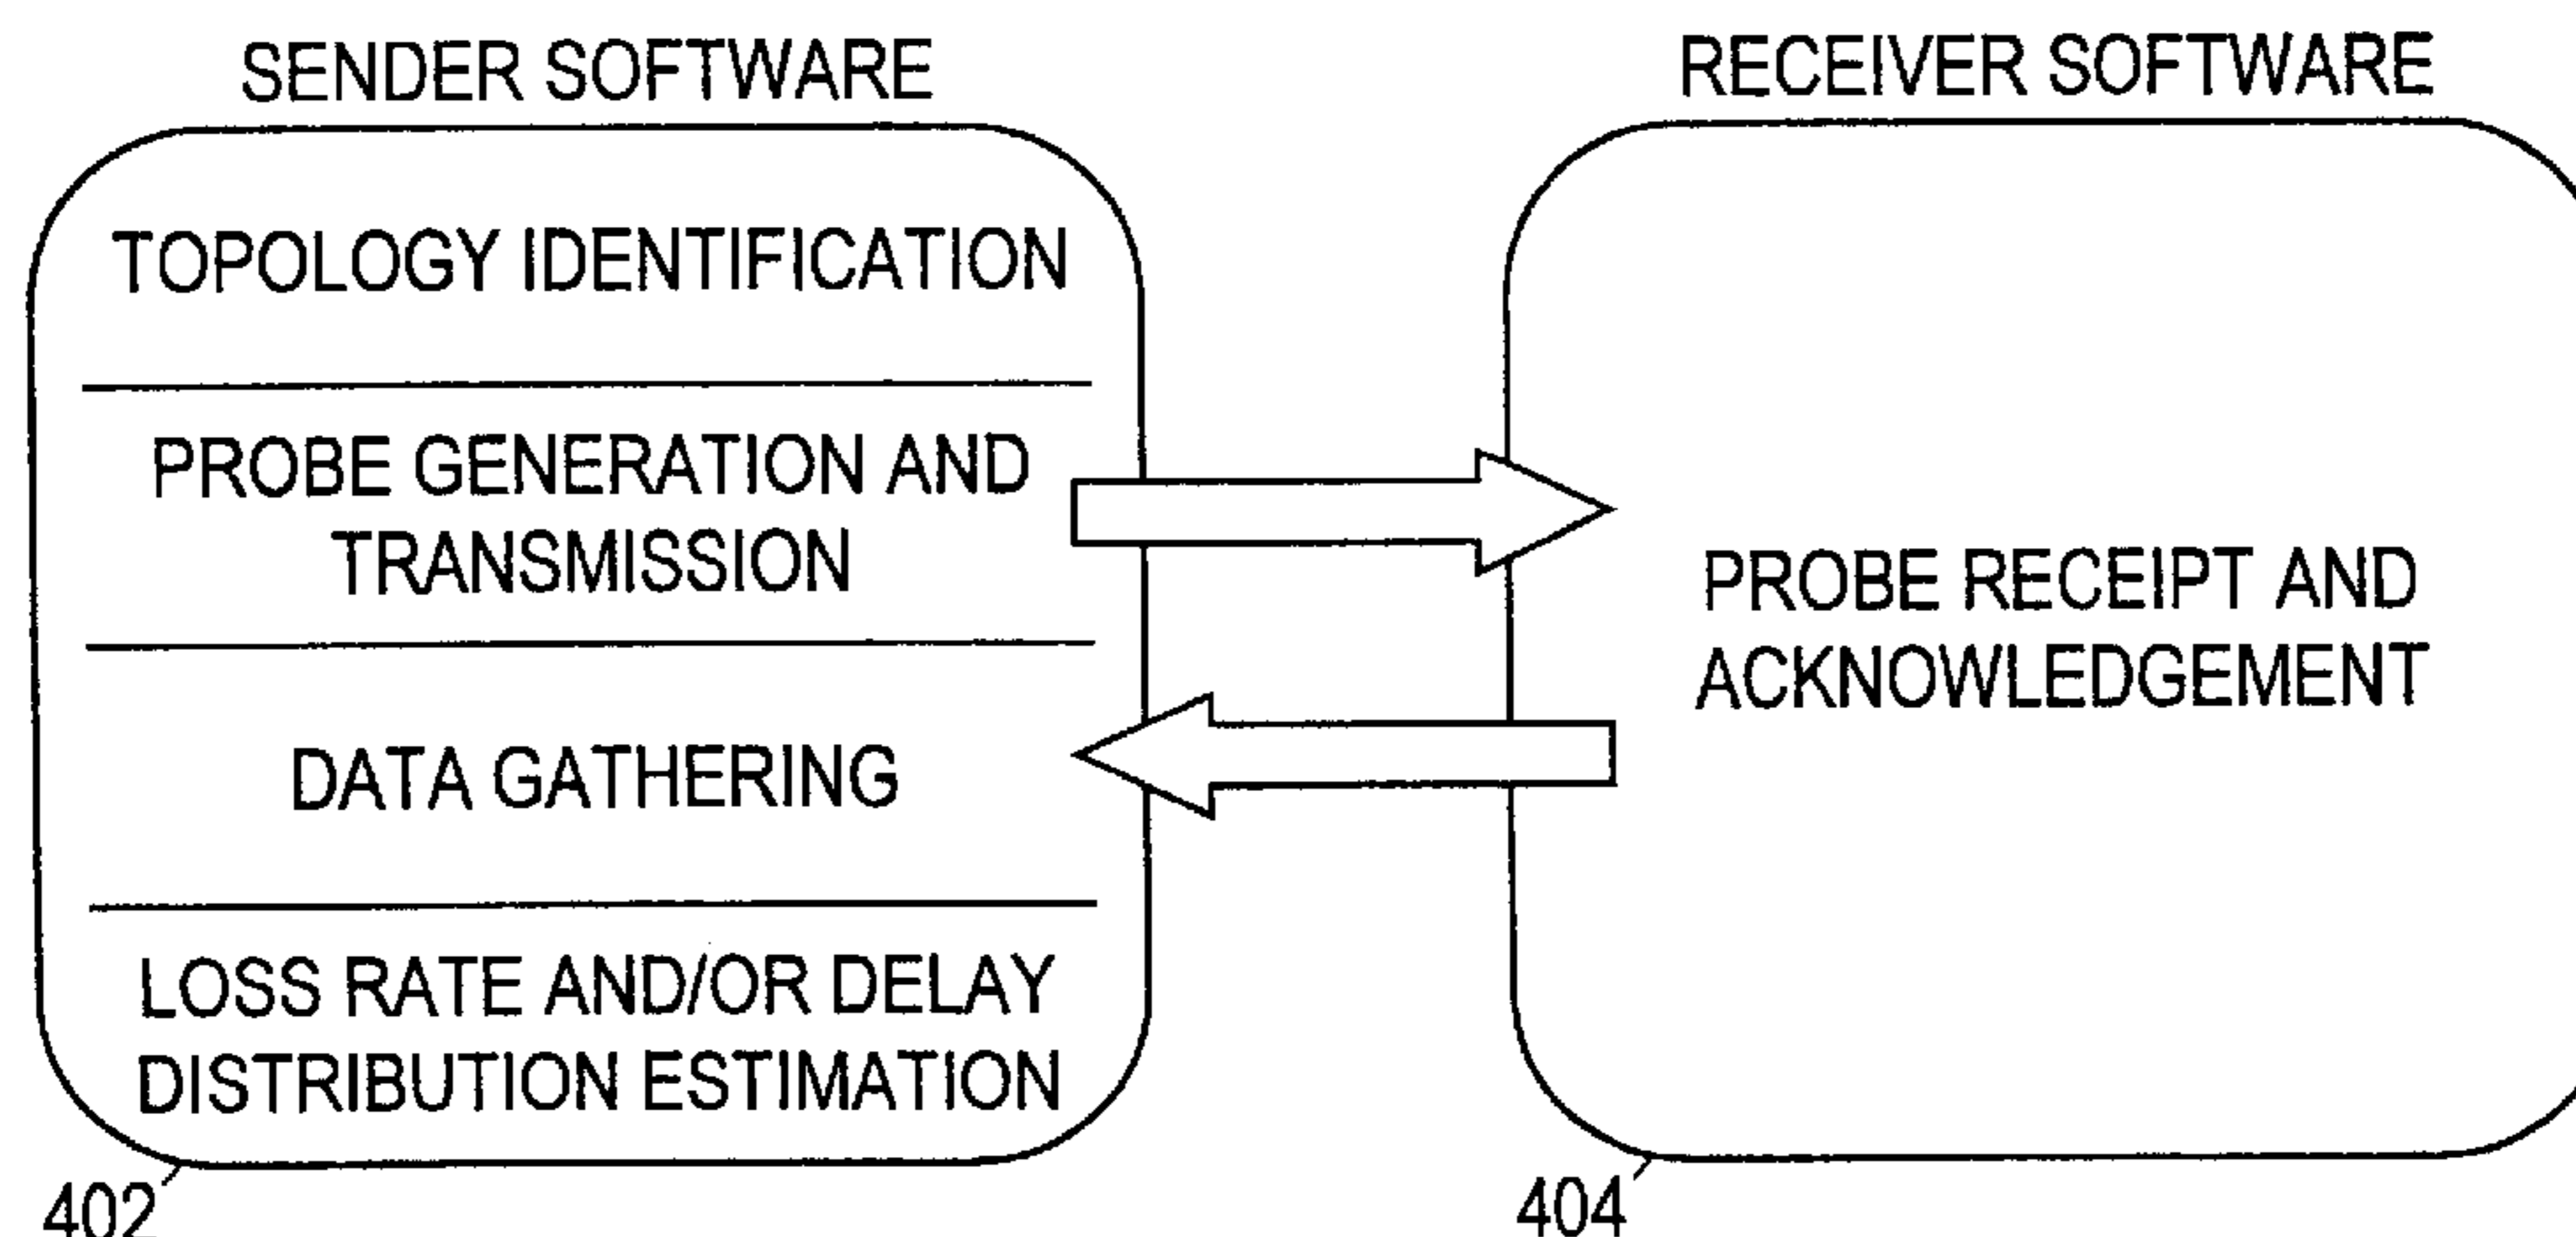 SENDER SOFTWARE
TOPOLOGY IDENTIFICATION
PROBE GENERATION AND
TRANSMISSION
DATA GATHERING
LOSS RATE AND/OR DELAY
DISTRIBUTION ESTIMATION
402
RECEIVER SOFTWARE
PROBE RECEIPT AND
ACKNOWLEDGEMENT
404